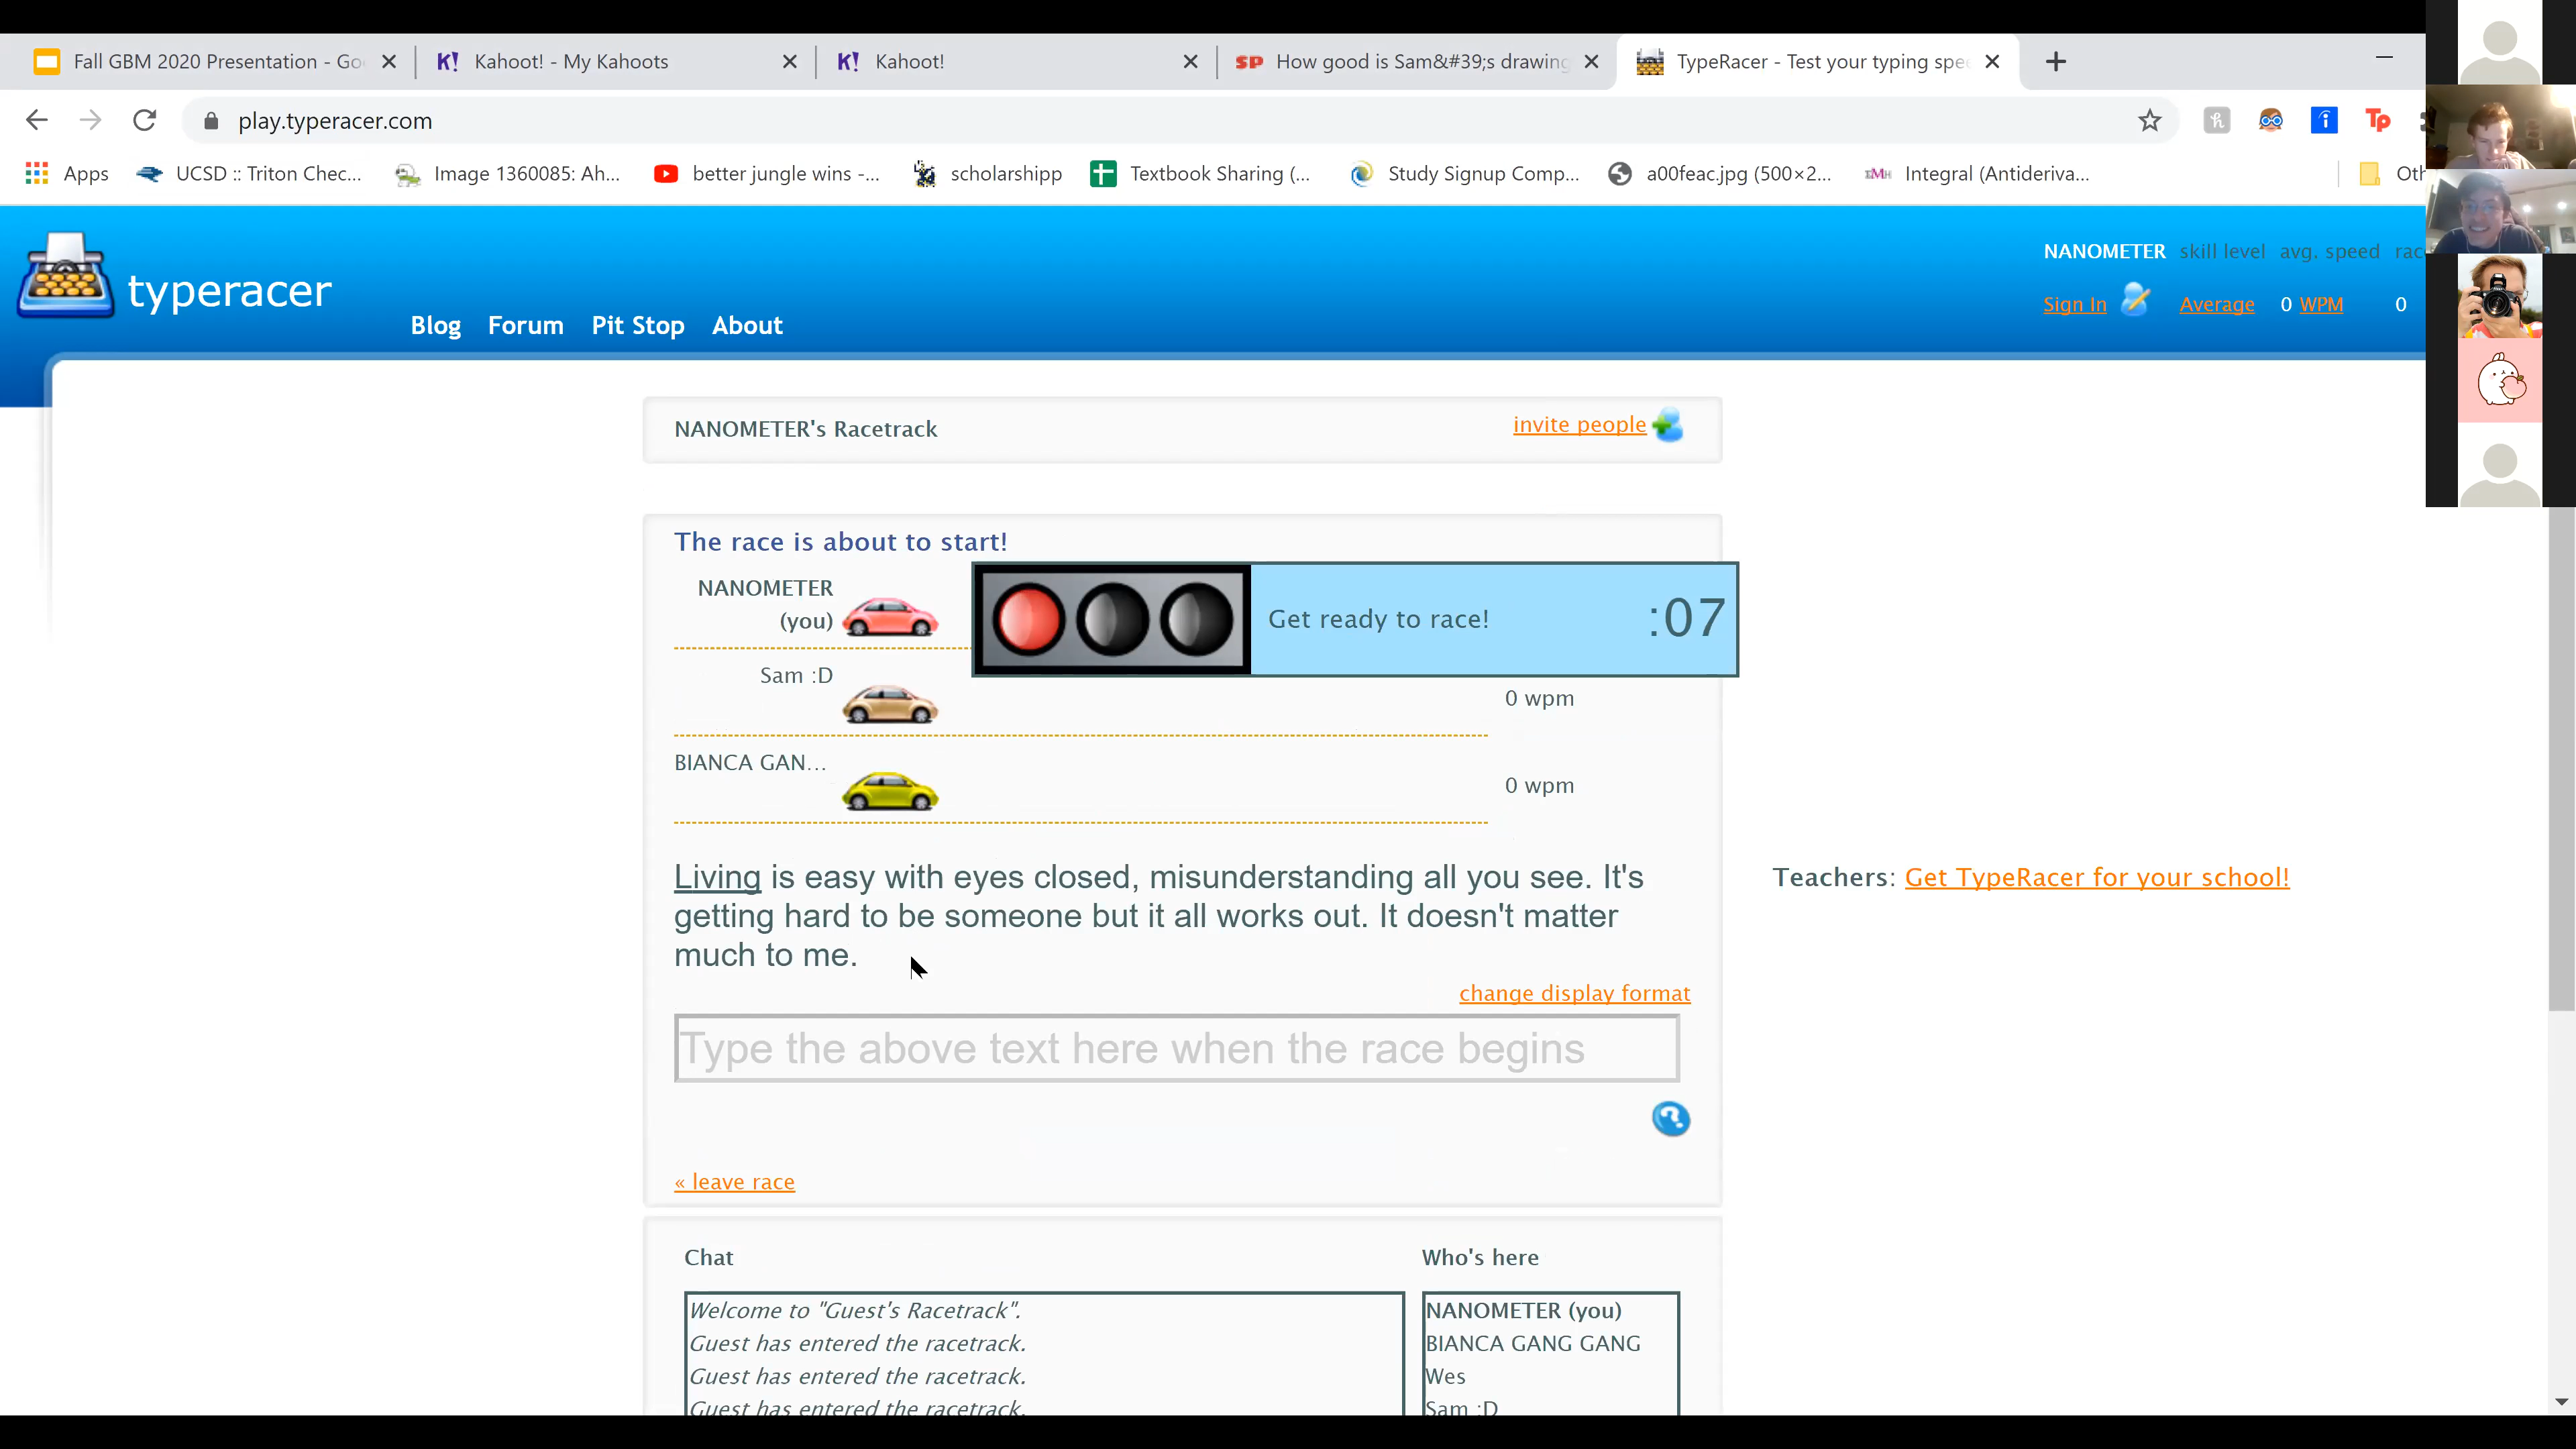 Fall GBM 2020 Presentation - Go
Kahoot! - My Kahoots
Kahoot!
How good is Sam&#39;s drawing
TypeRacer - Test your typing spe
play.typeracer.com
Apps
UCSD :: Triton Chec...
Image 1360085: Ah...
better jungle wins -...
scholarshipp
Textbook Sharing (...
Study Signup Comp...
a00feac.jpg (500×2...
Integral (Antideriva...
Oth
typeracer
Blog Forum Pit Stop About
NANOMETER skill level avg. speed rac
Sign In Average 0 WPM 0
NANOMETER's Racetrack
invite people
The race is about to start!
NANOMETER
(you)
Get ready to race! :07
Sam :D
0 wpm
BIANCA GAN...
0 wpm
Living is easy with eyes closed, misunderstanding all you see. It's
getting hard to be someone but it all works out. It doesn't matter
much to me.
Teachers: Get TypeRacer for your school!
change display format
Type the above text here when the race begins
« leave race
Chat
Welcome to "Guest's Racetrack".
Guest has entered the racetrack.
Guest has entered the racetrack.
Guest has entered the racetrack.
Who's here
NANOMETER (you)
BIANCA GANG GANG
Wes
Sam :D